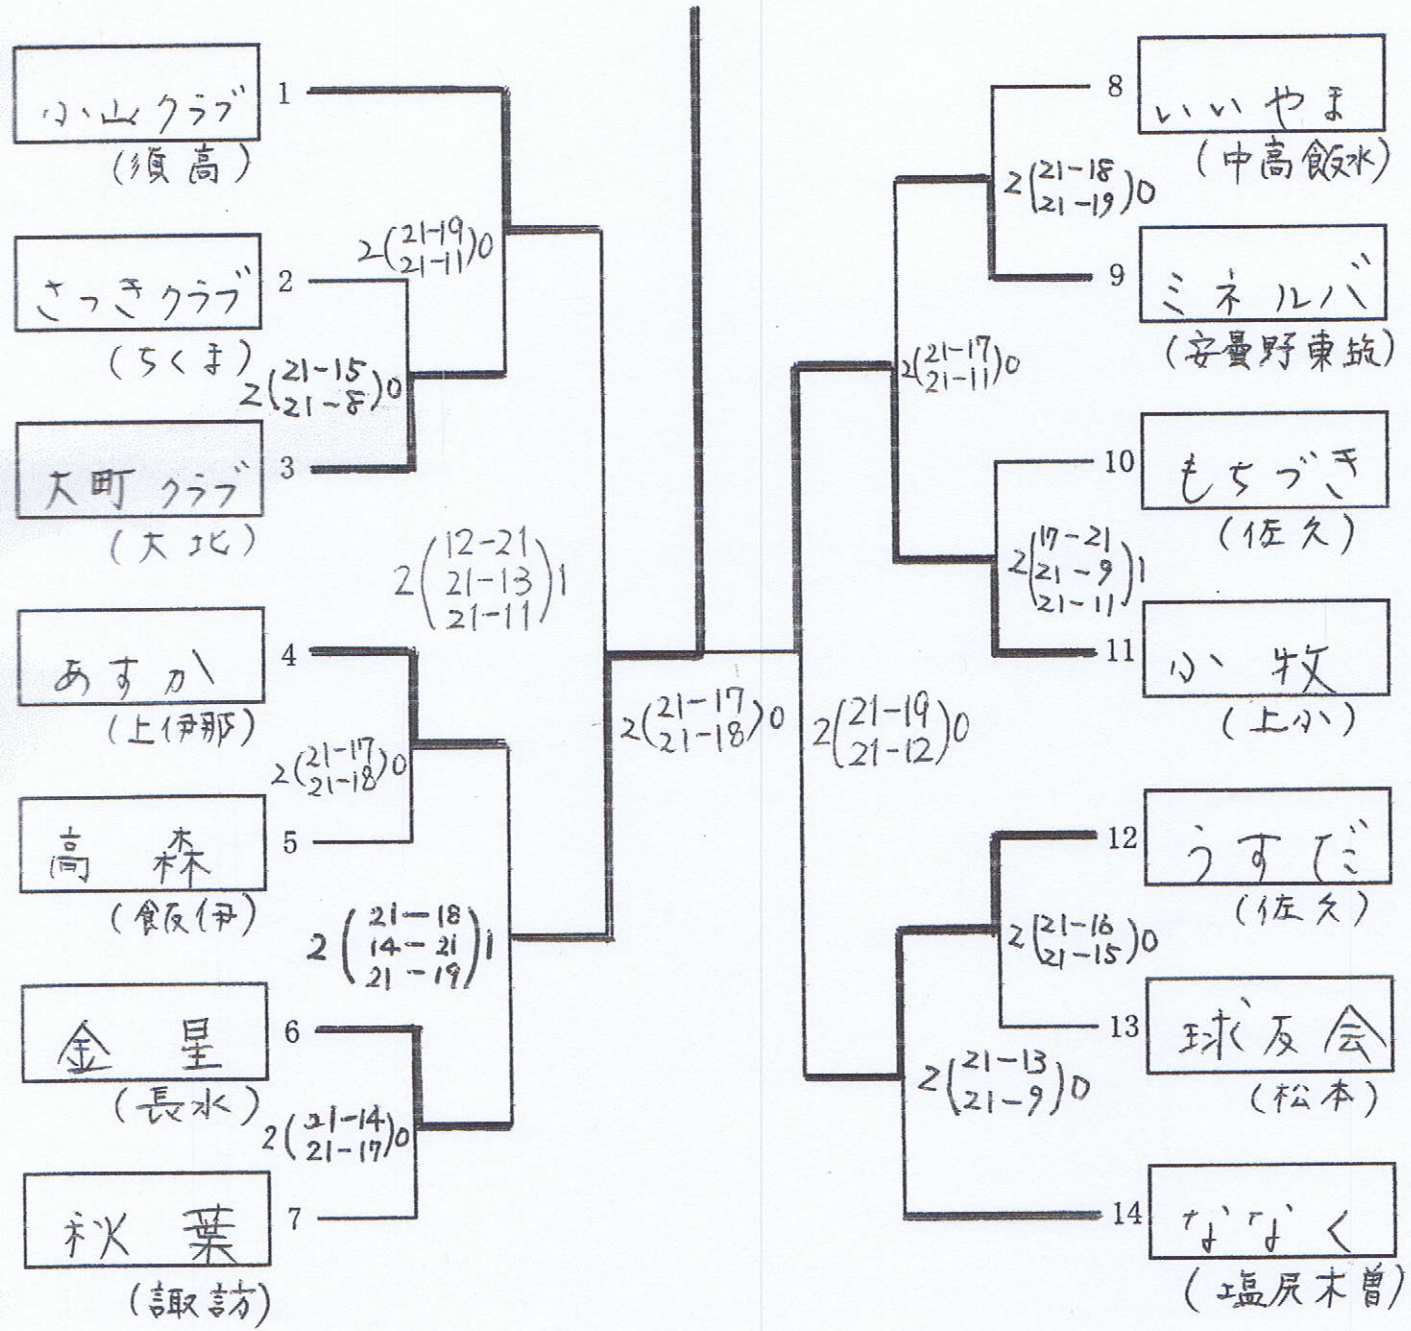 小山クラブ
1
(須高)
さっきクラブ
2
(ちくま)
大町クラブ
3
(大北)
あすか
4
(上伊那)
高森
5
(飯伊)
金星
6
(長水)
秋葉
7
(諏訪)
2(21-19
21-11)0
2(21-15
21-8)0
2(12-21
21-13
21-11)1
2(21-17
21-18)0
2(21-18
14-21
21-19)1
2(21-14
21-17)0
2(21-17
21-18)0
2(21-19
21-12)0
8
いいやま
(中高飯水)
2(21-18
21-19)0
9
ミネルバ
(安曇野東筑)
2(21-17
21-11)0
10
もちづき
(佐久)
2(17-21
21-9
21-11)1
11
小牧
(上小)
12
うすだ
(佐久)
2(21-16
21-15)0
13
球友会
(松本)
2(21-13
21-9)0
14
ななく
(塩尻木曽)